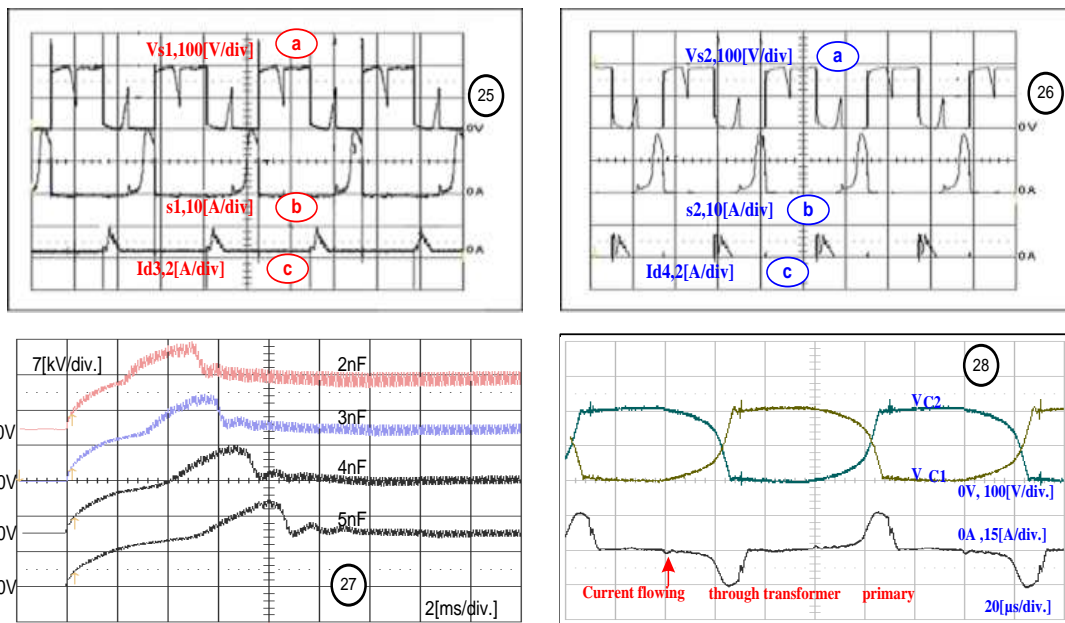 Vs1,100[V/div] a
25
0V
0A
s1,10[A/div] b
0A
Id3,2[A/div] c
Vs2,100[V/div] a
26
0V
0A
s2,10[A/div] b
0A
Id4,2[A/div] c
7[kV/div.] 2nF
0V 3nF
0V 4nF
0V 5nF
0V
27
2[ms/div.]
28
VC2
VC1
0V, 100[V/div.]
0A ,15[A/div.]
Current flowing through transformer primary
20[µs/div.]